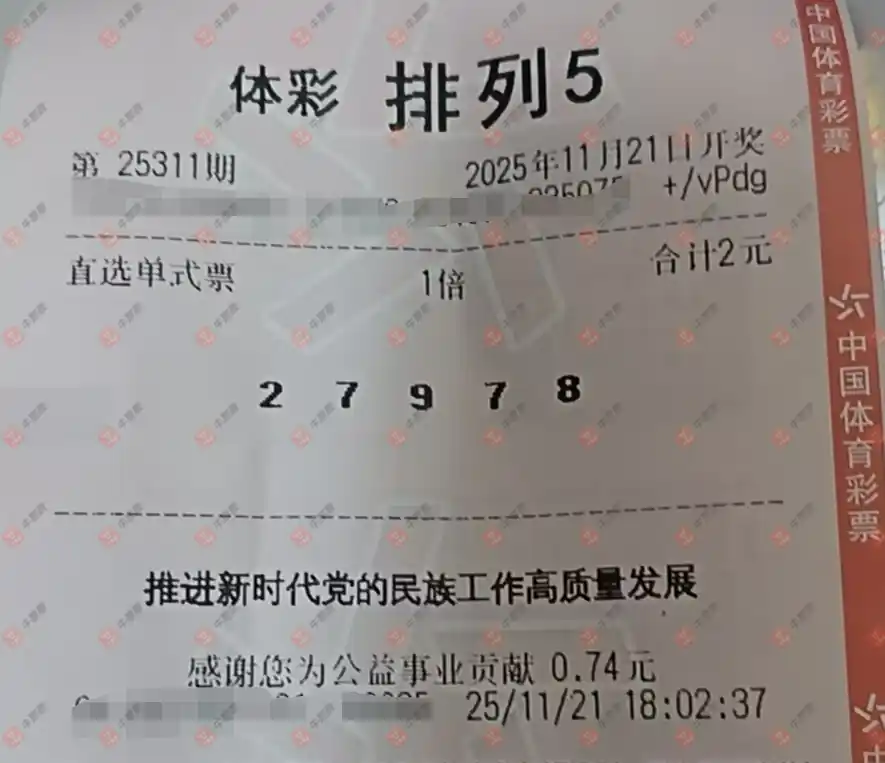 体彩 排列5
第 25311期 2025年11月21日开奖
+/vPdg
直选单式票 1倍 合计2元
2 7 9 7 8
推进新时代党的民族工作高质量发展
感谢您为公益事业贡献 0.74元
25/11/21 18:02:37
中国体育彩票
中国体育彩票